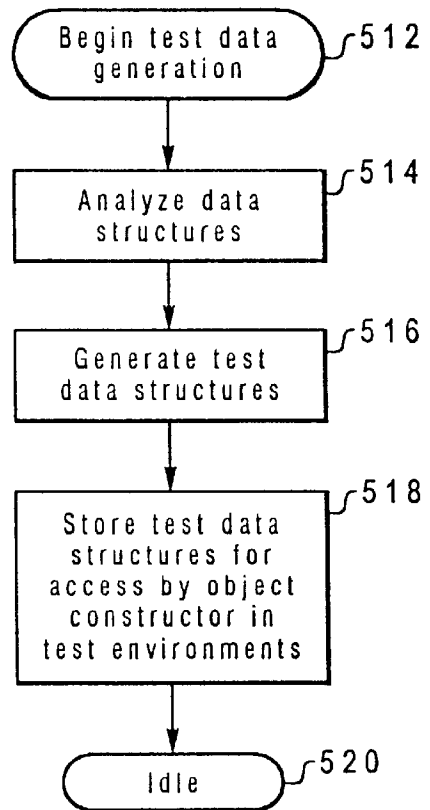 Begin test data
generation
512
514
Analyze data
structures
516
Generate test
data structures
518
Store test data
structures for
access by object
constructor in
test environments
520
Idle